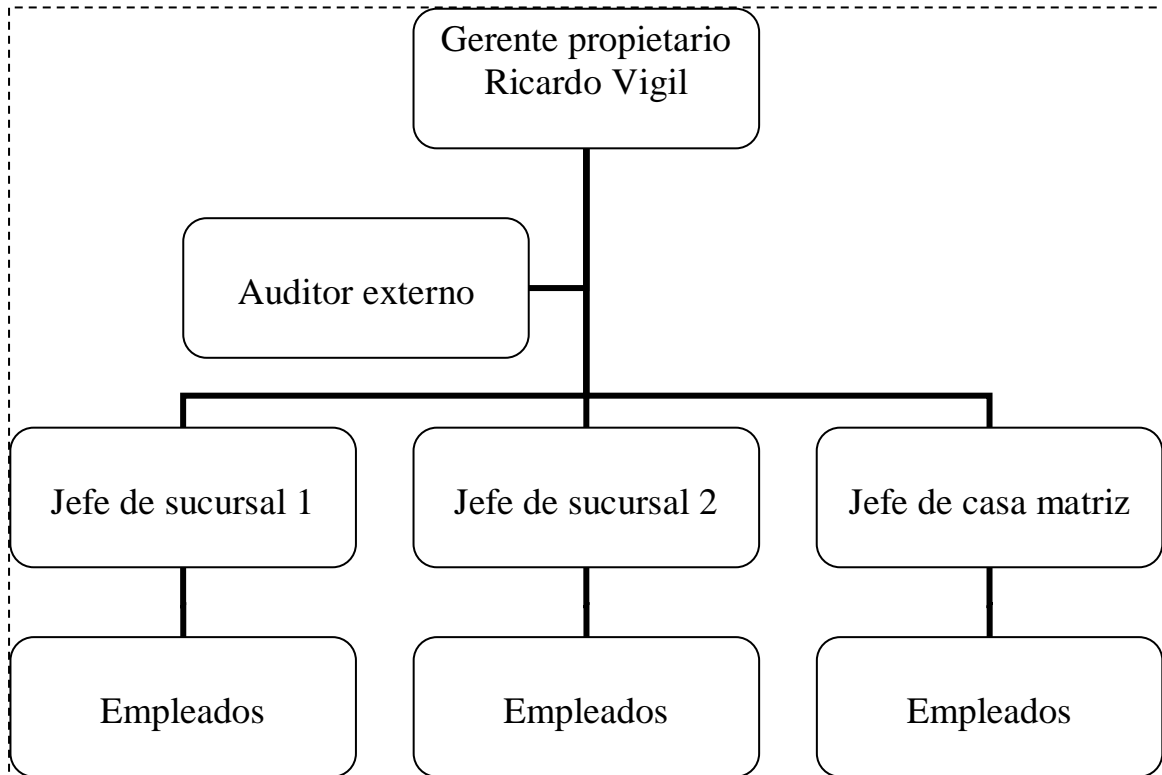 Gerente propietario
Ricardo Vigil
Auditor externo
Jefe de sucursal 1
Jefe de sucursal 2
Jefe de casa matriz
Empleados
Empleados
Empleados